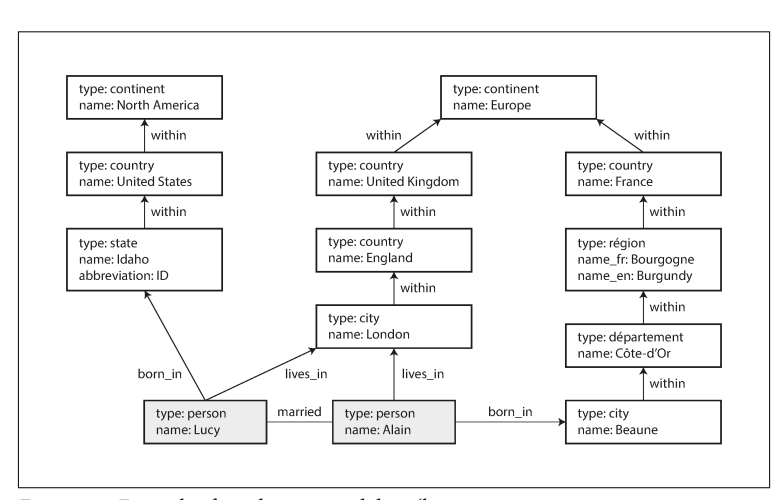 type: continent
name: North America
type: continent
name: Europe
within
within
within
type: country
name: United States
type: country
name: United Kingdom
type: country
name: France
within
within
within
type: state
name: Idaho
abbreviation: ID
type: country
name: England
type: région
name_fr: Bourgogne
name_en: Burgundy
within
within
type: city
name: London
type: département
name: Côte-d'Or
born_in
lives_in
lives_in
within
type: person
name: Lucy
married
type: person
name: Alain
born_in
type: city
name: Beaune